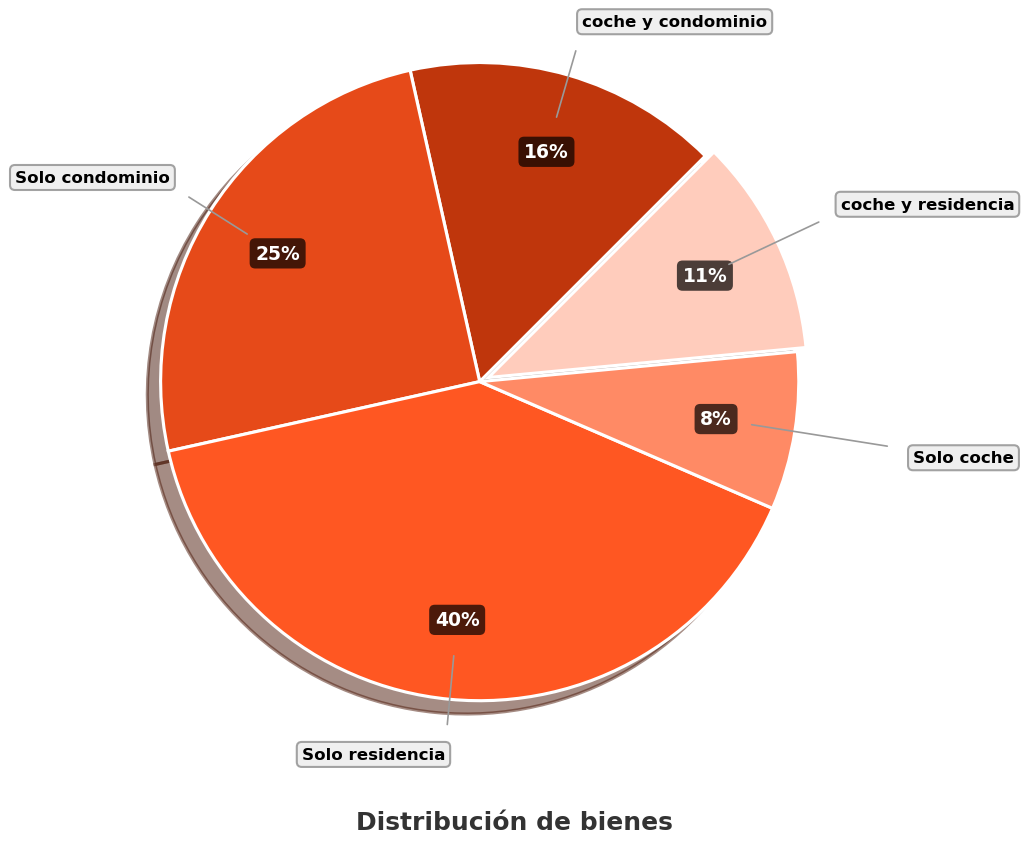 coche y condominio
16%
Solo condominio
coche y residencia
25%
11%
8%
Solo coche
40%
Solo residencia
Distribución de bienes